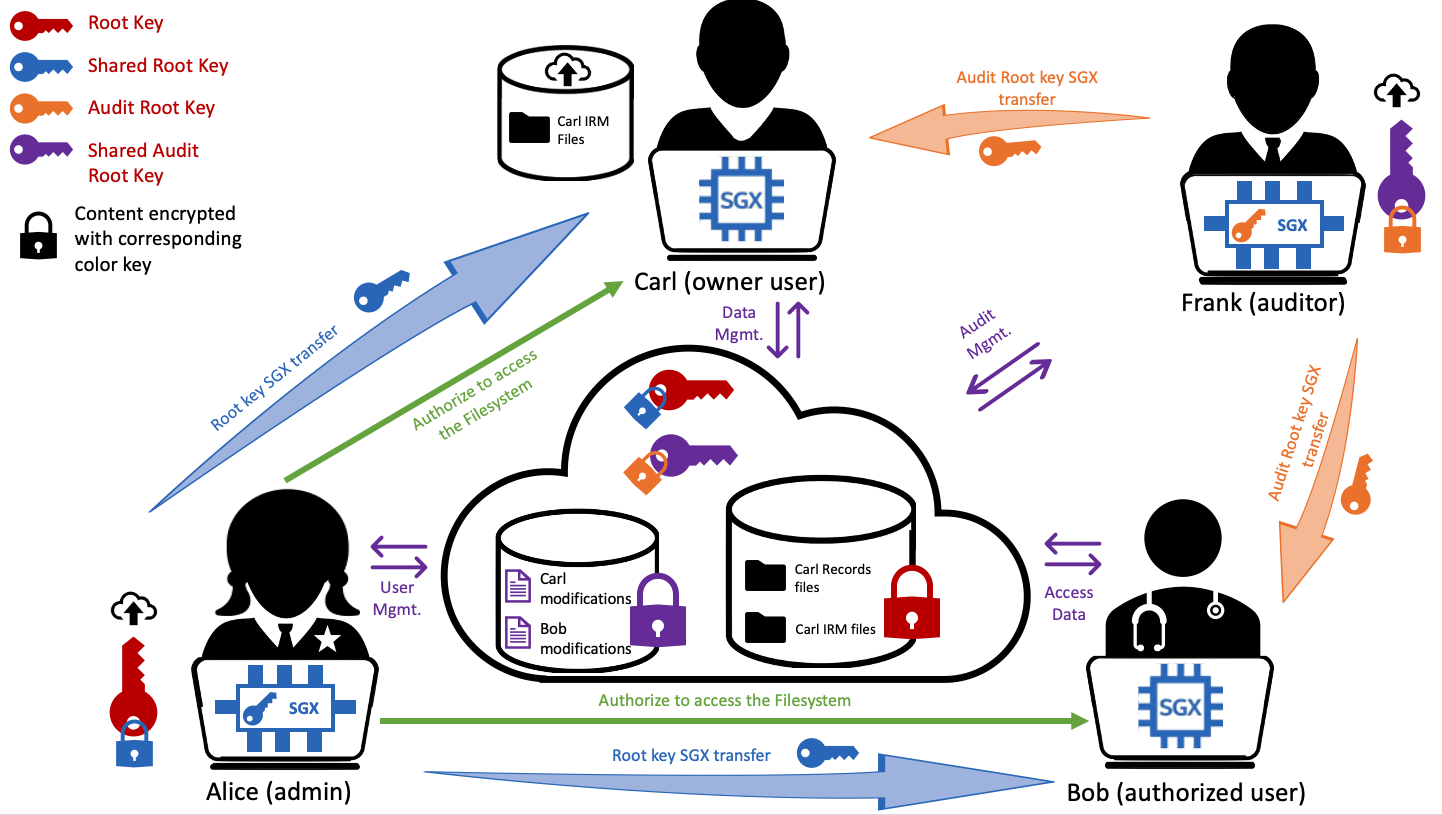 Root Key
Shared Root Key
Audit Root Key
Shared Audit
Root Key
Content encrypted
with corresponding
color key
Carl IRM
Files
SGX
Carl (owner user)
Audit Root key SGX
transfer
SGX
Frank (auditor)
Root key SGX transfer
Authorize to access
the Filesystem
Data
Mgmt.
Audit
Mgmt.
Audit Root key SGX
transfer
User
Mgmt.
Carl
modifications
Bob
modifications
Carl Records
files
Carl IRM files
Access
Data
SGX
Alice (admin)
Authorize to access the Filesystem
Root key SGX transfer
SGX
Bob (authorized user)